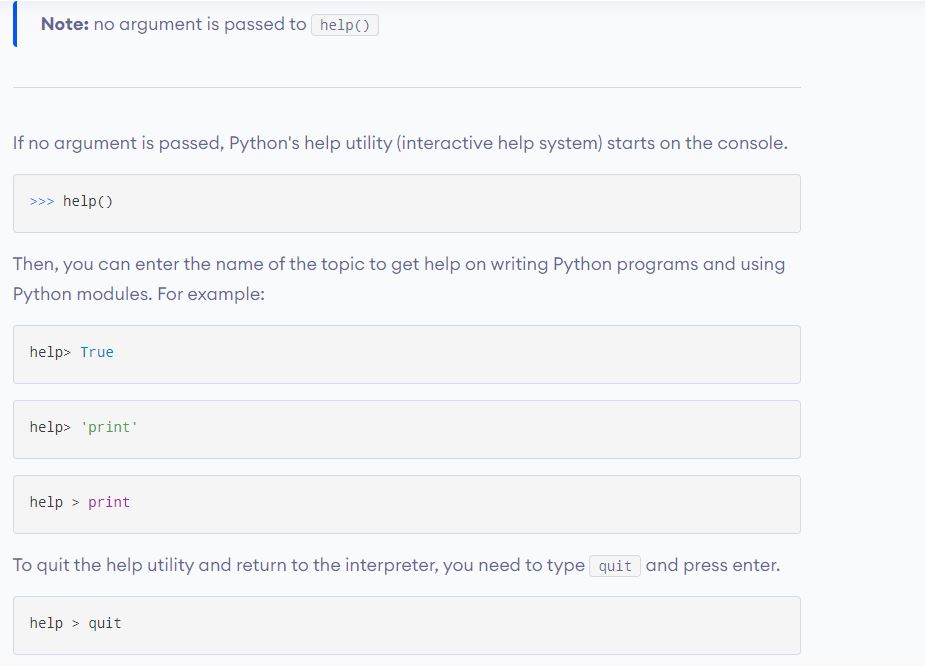 Note: no argument is passed to help()
If no argument is passed, Python's help utility (interactive help system) starts on the console.
>>> help()
Then, you can enter the name of the topic to get help on writing Python programs and using
Python modules. For example:
help> True
help> 'print'
help > print
To quit the help utility and return to the interpreter, you need to type quit and press enter.
help > quit